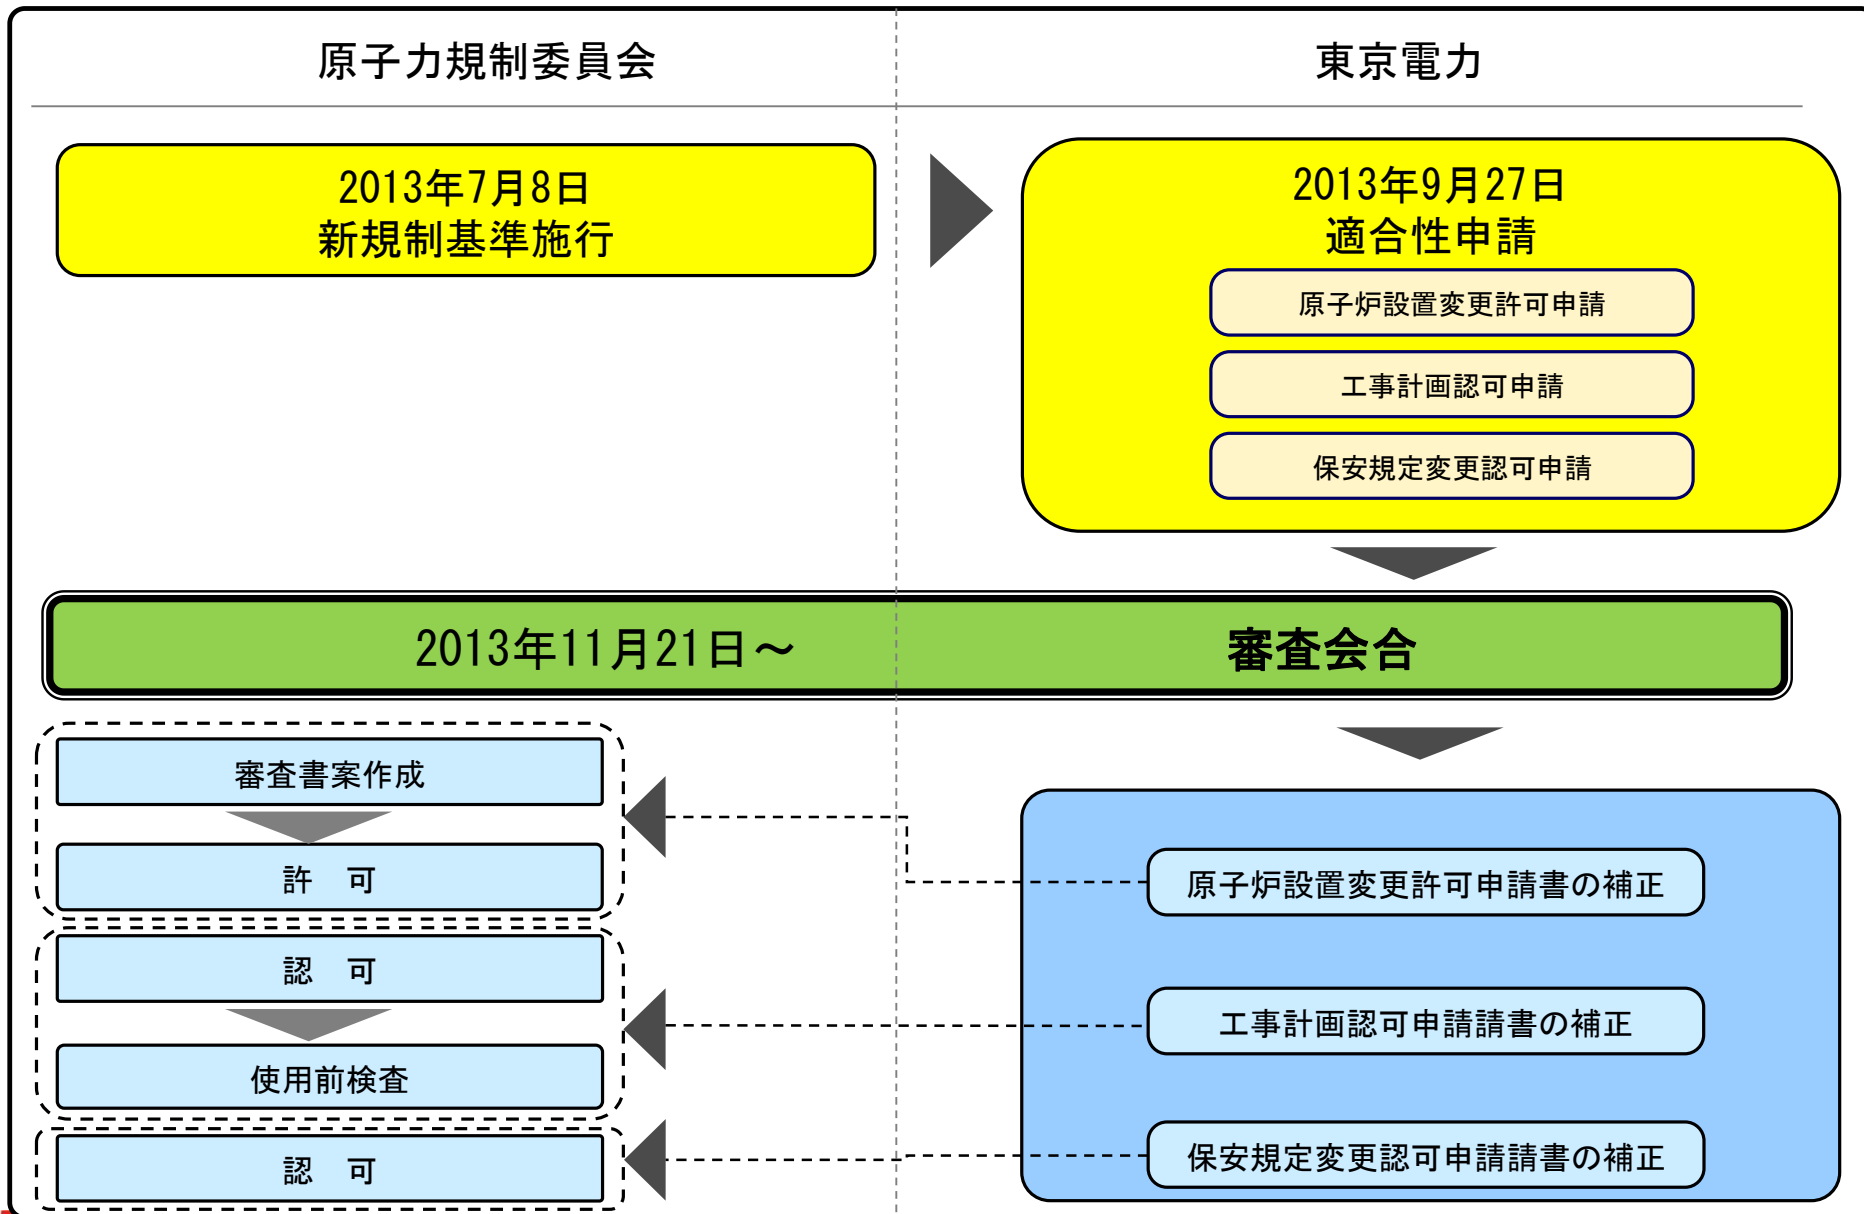 原子力規制委員会
東京電力
2013年7月8日
新規制基準施行
2013年9月27日
適合性申請
原子炉設置変更許可申請
工事計画認可申請
保安規定変更認可申請
2013年11月21日～　審査会合
審査書案作成
許　可
認　可
使用前検査
認　可
原子炉設置変更許可申請書の補正
工事計画認可申請請書の補正
保安規定変更認可申請請書の補正